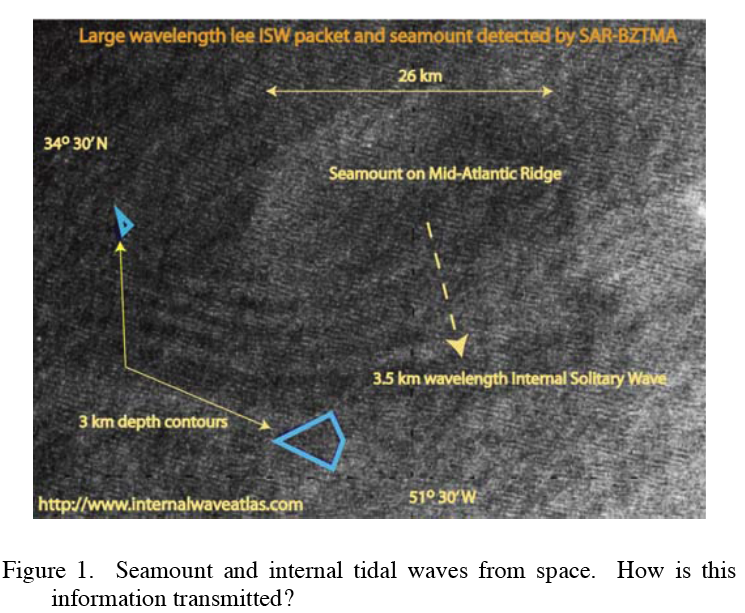 Large wavelength lee ISW packet and seamount detected by SAR-BZTMA
26 km
34º 30' N
Seamount on Mid-Atlantic Ridge
3.5 km wavelength Internal Solitary Wave
3 km depth contours
51º 30' W
http://www.internalwaveatlas.com
Figure 1. Seamount and internal tidal waves from space. How is this
information transmitted?